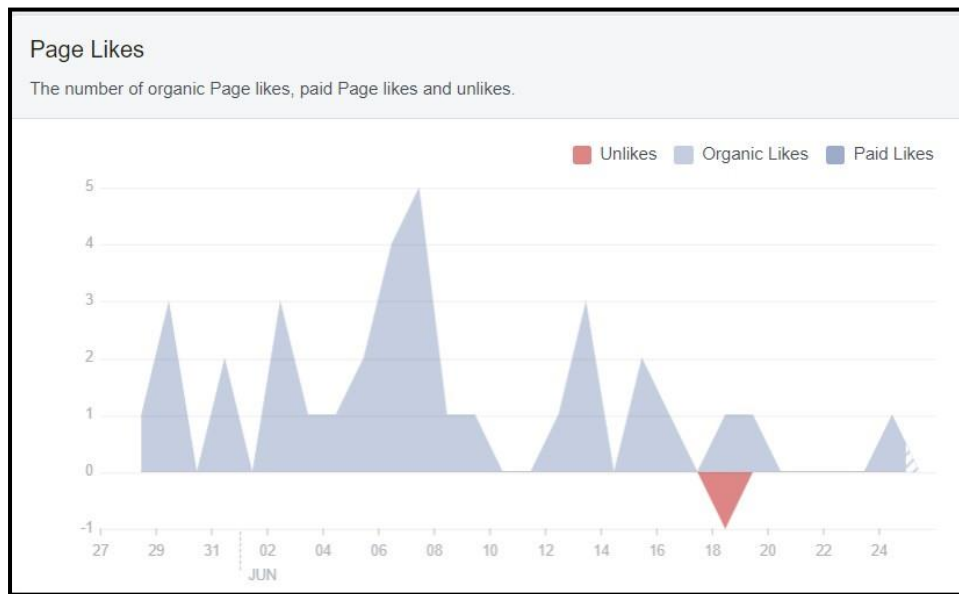 Page Likes
The number of organic Page likes, paid Page likes and unlikes.
Unlikes Organic Likes Paid Likes
5
4
3
2
1
0
-1
27 29 31 02 04 06 08 10 12 14 16 18 20 22 24
JUN